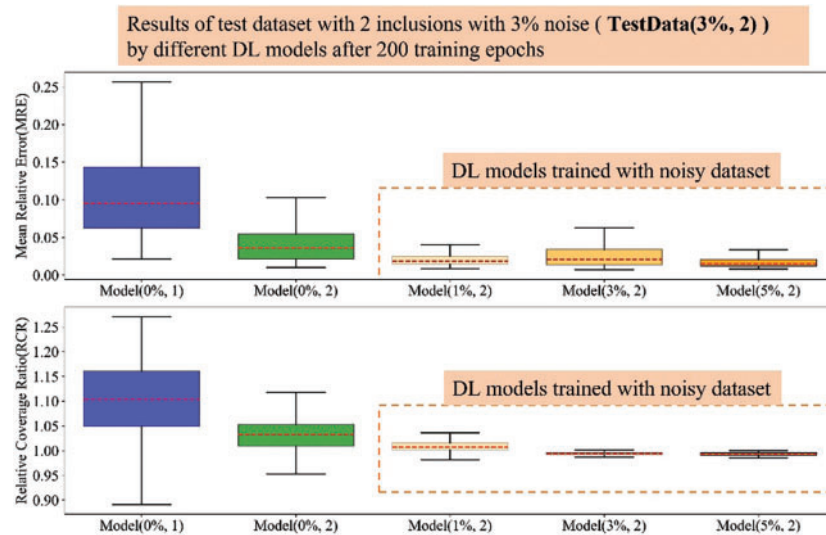 Results of test dataset with 2 inclusions with 3% noise ( TestData(3%, 2) )
by different DL models after 200 training epochs
Mean Relative Error(MRE)
0.25
0.20
0.15
0.10
0.05
0.00
DL models trained with noisy dataset
Model(0%, 1)
Model(0%, 2)
Model(1%, 2)
Model(3%, 2)
Model(5%, 2)
Relative Coverage Ratio(RCR)
1.25
1.20
1.15
1.10
1.05
1.00
0.95
0.90
DL models trained with noisy dataset
Model(0%, 1)
Model(0%, 2)
Model(1%, 2)
Model(3%, 2)
Model(5%, 2)